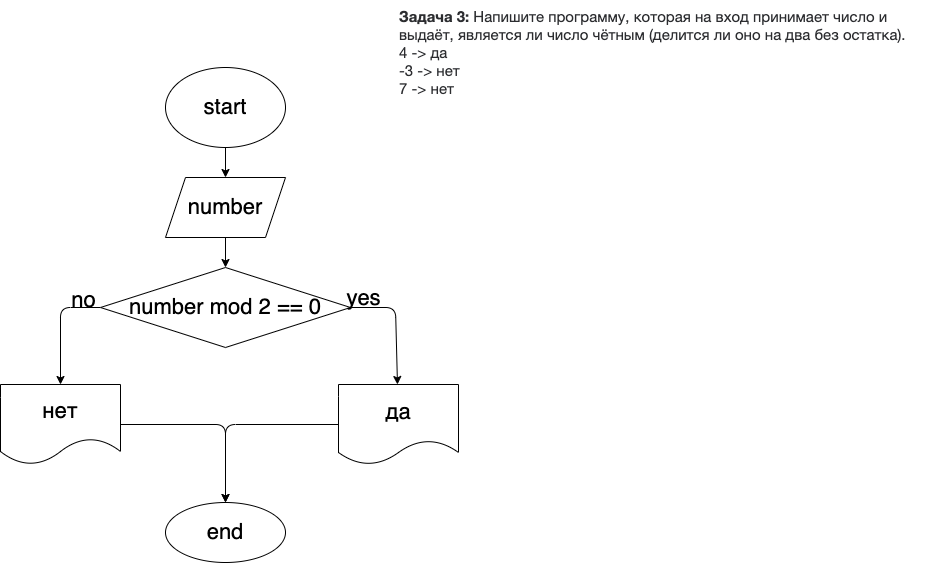 Задача 3: Напишите программу, которая на вход принимает число и
выдаёт, является ли число чётным (делится ли оно на два без остатка).
4 -> да
-3 -> нет
7 -> нет
start
number
number mod 2 == 0
no
yes
нет
да
end